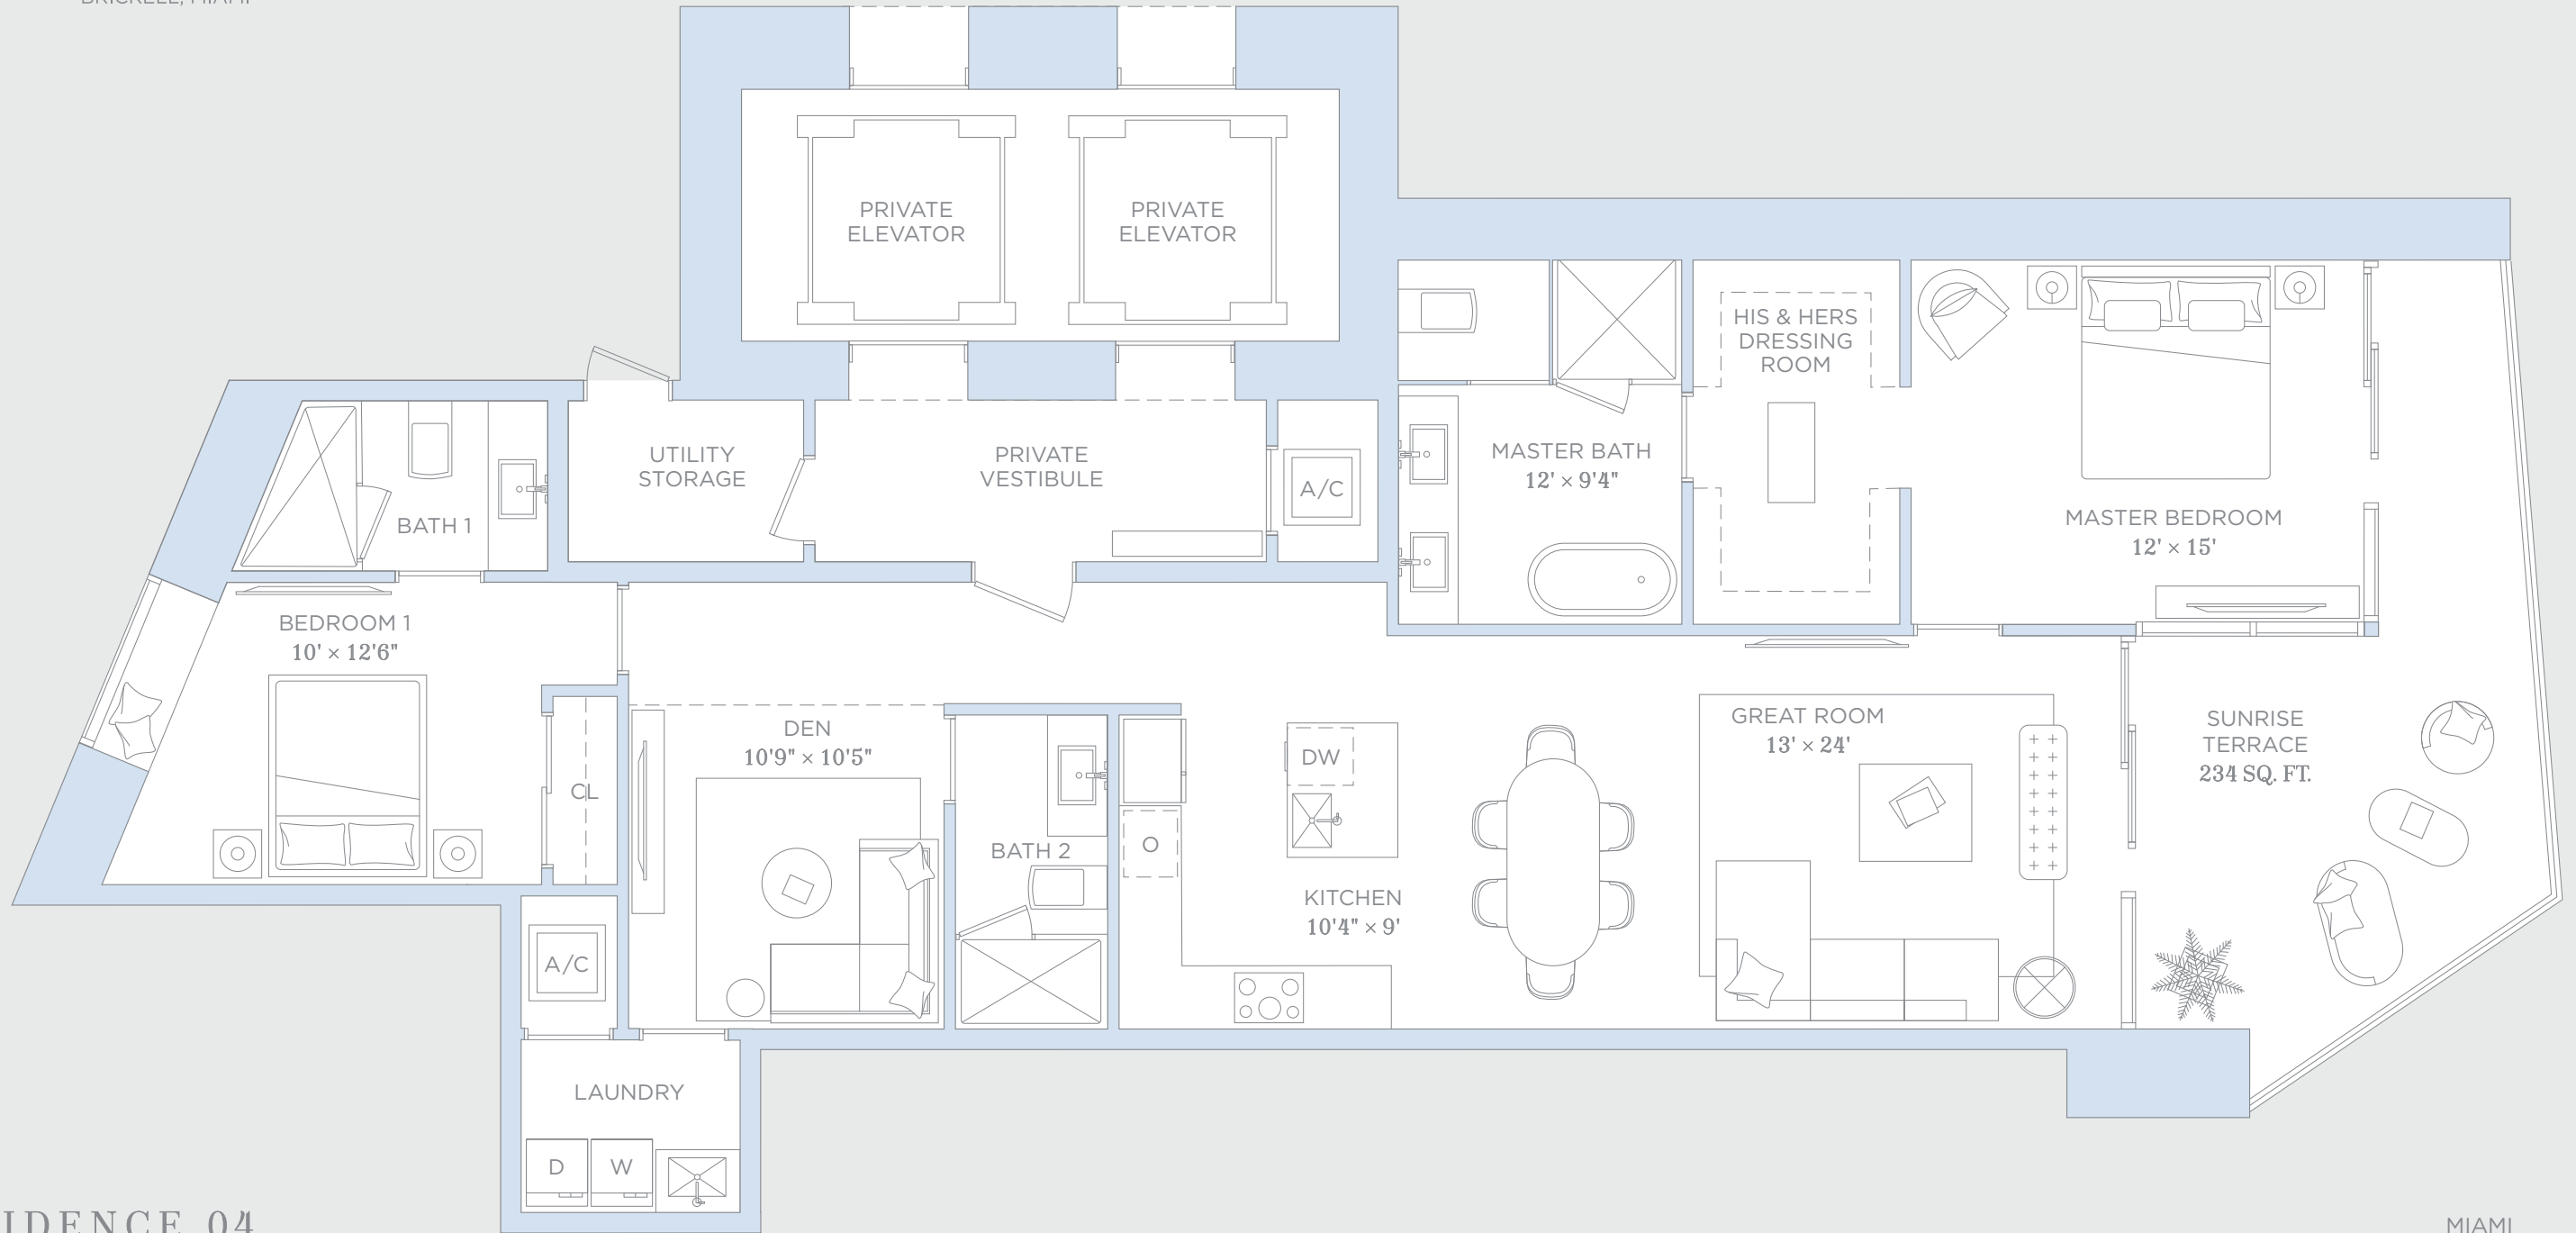 PRIVATE
ELEVATOR
PRIVATE
ELEVATOR
HIS & HERS
DRESSING
ROOM
UTILITY
STORAGE
PRIVATE
VESTIBULE
A/C
MASTER BATH
12' × 9'4"
MASTER BEDROOM
12' × 15'
BATH 1
BEDROOM 1
10' × 12'6"
CL
DEN
10'9" × 10'5"
BATH 2
DW
O
KITCHEN
10'4" × 9'
GREAT ROOM
13' × 24'
SUNRISE
TERRACE
234 SQ. FT.
A/C
LAUNDRY
D
W
IDENCE 04
MIAMI